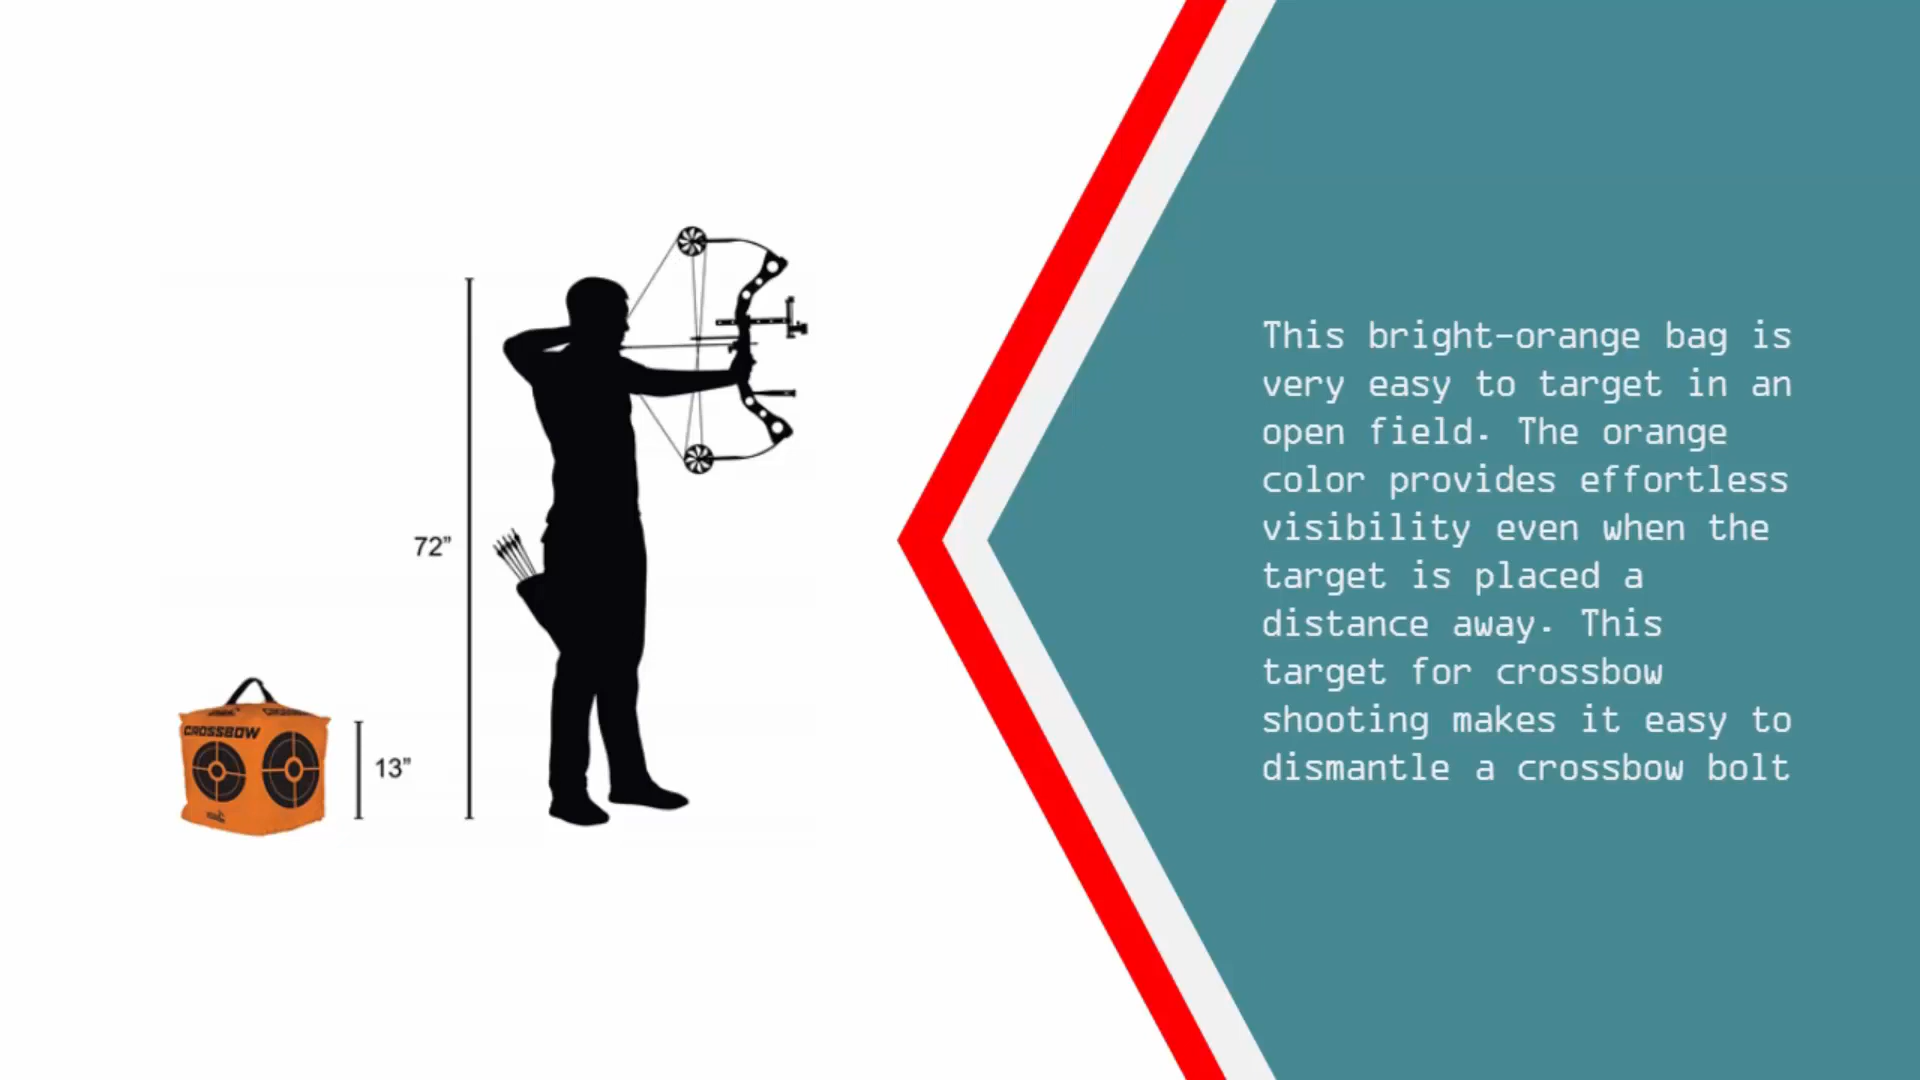 72”
CROSSBOW
13”
This bright-orange bag is
very easy to target in an
open field. The orange
color provides effortless
visibility even when the
target is placed a
distance away. This
target for crossbow
shooting makes it easy to
dismantle a crossbow bolt